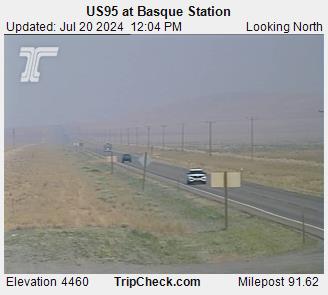 US95 at Basque Station
Updated: Jul 20 2024 12:04 PM Looking North
Elevation 4460 TripCheck.com Milepost 91.62